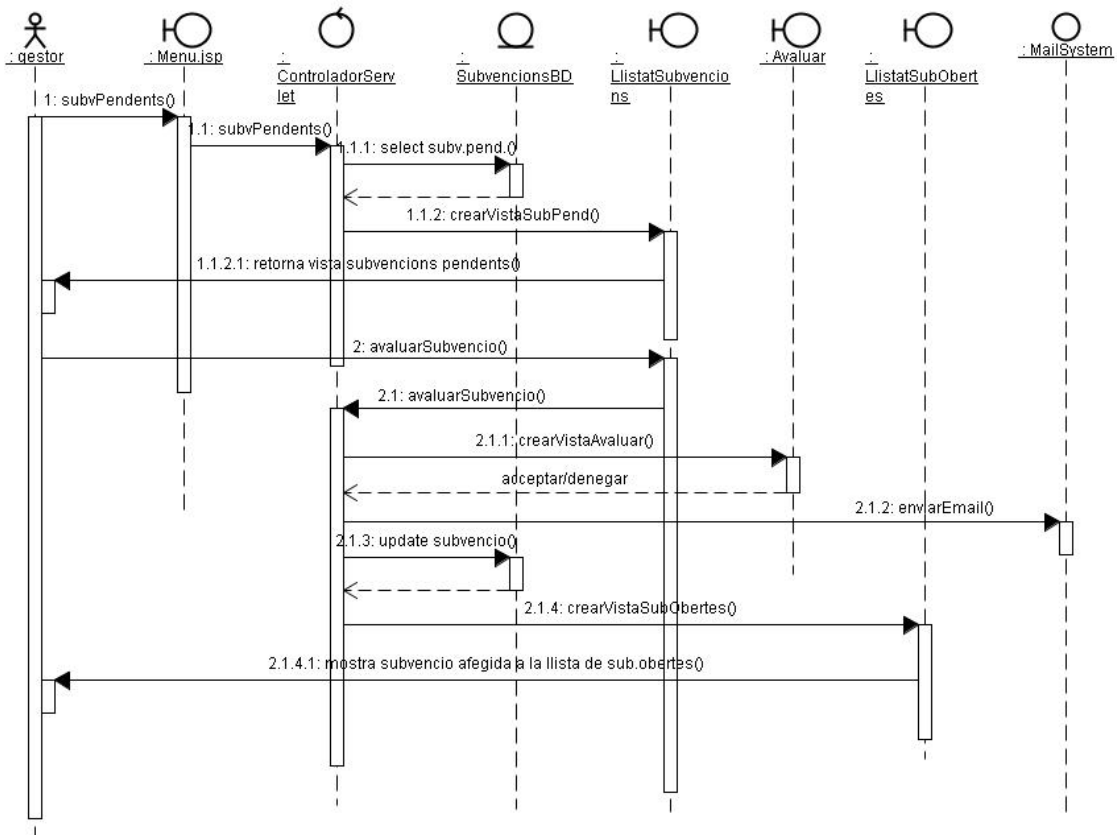 : gestor
: Menu.jsp
:
ControladorServ
let
:
SubvencionsBD
:
LlistatSubvencio
ns
: Avaluar
:
LlistatSubObert
es
: MailSystem
1: subvPendents()
1.1: subvPendents()
1.1.1: select subv.pend.()
1.1.2: crearVistaSubPend()
1.1.2.1: retorna vista subvencions pendents()
2: avaluarSubvencio()
2.1: avaluarSubvencio()
2.1.1: crearVistaAvaluar()
acceptar/denegar
2.1.2: enviarEmail()
2.1.3: update subvencio()
2.1.4: crearVistaSubObertes()
2.1.4.1: mostra subvencio afegida a la llista de sub.obertes()